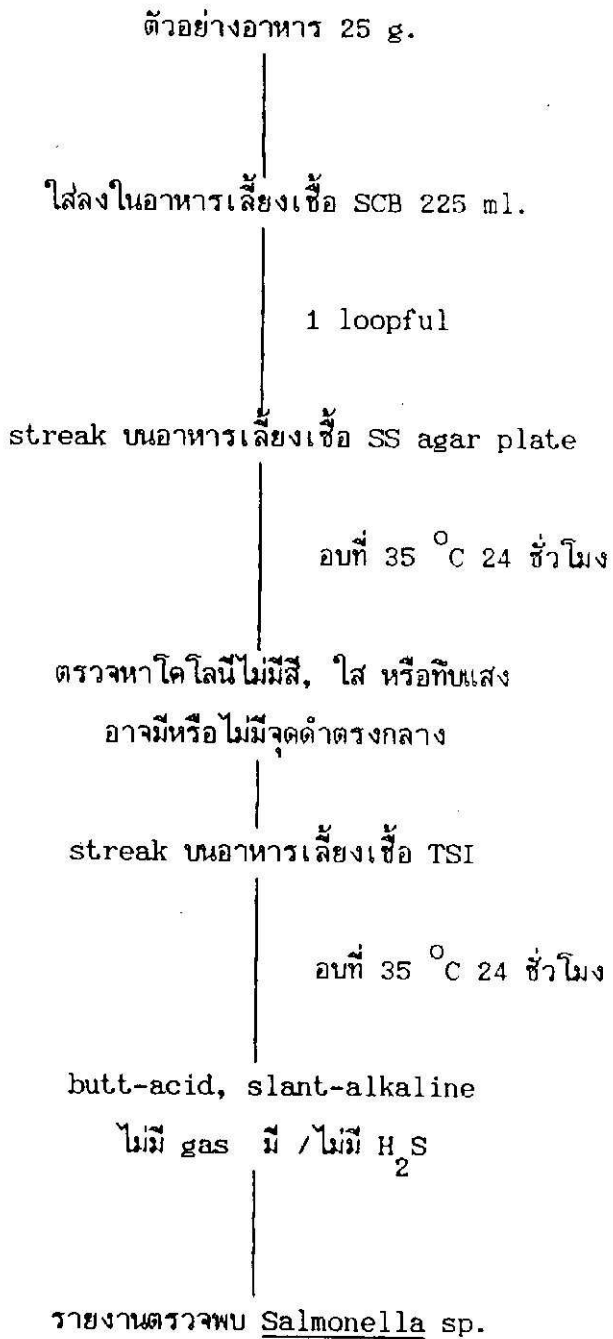 ตัวอย่างอาหาร 25 g.
ใส่ลงในอาหารเลี้ยงเชื้อ SCB 225 ml.
1 loopful
streak บนอาหารเลี้ยงเชื้อ SS agar plate
อบที่ 35 °C 24 ชั่วโมง
ตรวจหาโคโลนีไม่มีสี, ใส หรือทึบแสง
อาจมีหรือไม่มีจุดดำตรงกลาง
streak บนอาหารเลี้ยงเชื้อ TSI
อบที่ 35 °C 24 ชั่วโมง
butt-acid, slant-alkaline
ไม่มี gas มี /ไม่มี H₂S
รายงานตรวจพบ Salmonella sp.